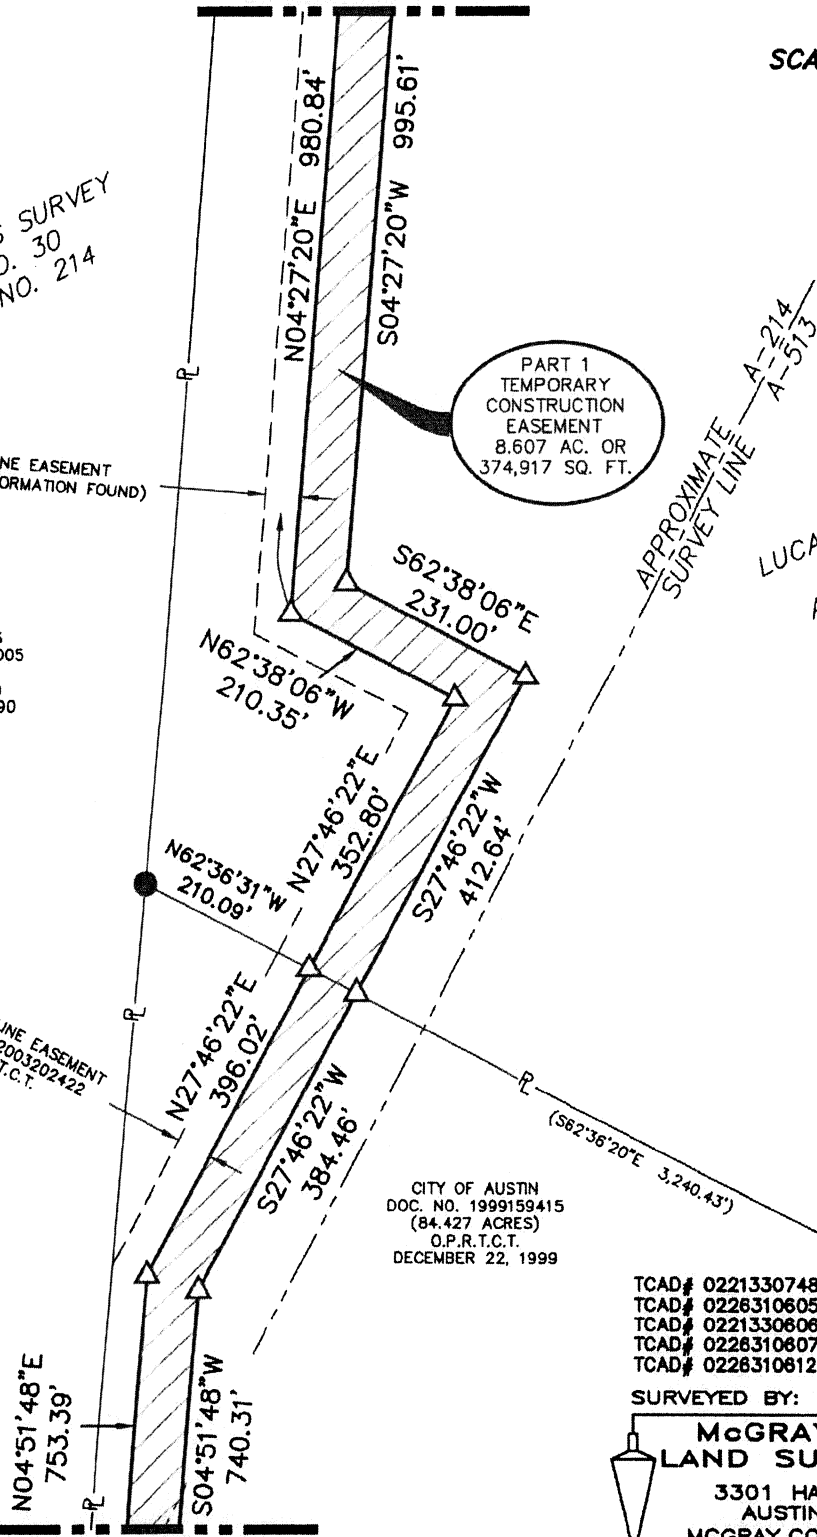 N04°27'20"E 980.84'
S04°27'20"W 995.61'
SURVEY
30
NO. 214
PART 1
TEMPORARY
CONSTRUCTION
EASEMENT
8.607 AC. OR
374,917 SQ. FT.
A-214
A-513
APPROXIMATE
SURVEY LINE
EASEMENT
FOUND)
S62°38'06"E
231.00'
N62°38'06"W
210.35'
N27°46'22"E
352.80'
S27°46'22"W
412.64'
N62°36'31"W
210.09'
N27°46'22"E
396.02'
S27°46'22"W
384.46'
EASEMENT
2003202422
T.C.T.
(S62°36'20"E 3,240.43')
CITY OF AUSTIN
DOC. NO. 1999159415
(84.427 ACRES)
O.P.R.T.C.T.
DECEMBER 22, 1999
TCAD# 0221330748
TCAD# 0226310605
TCAD# 0221330606
TCAD# 0226310607
TCAD# 0226310612
SURVEYED BY:
McGRAY
LAND SU
3301 HA
AUSTIN
MCGRAY CO
N04°51'48"E
753.39'
S04°51'48"W
740.31'